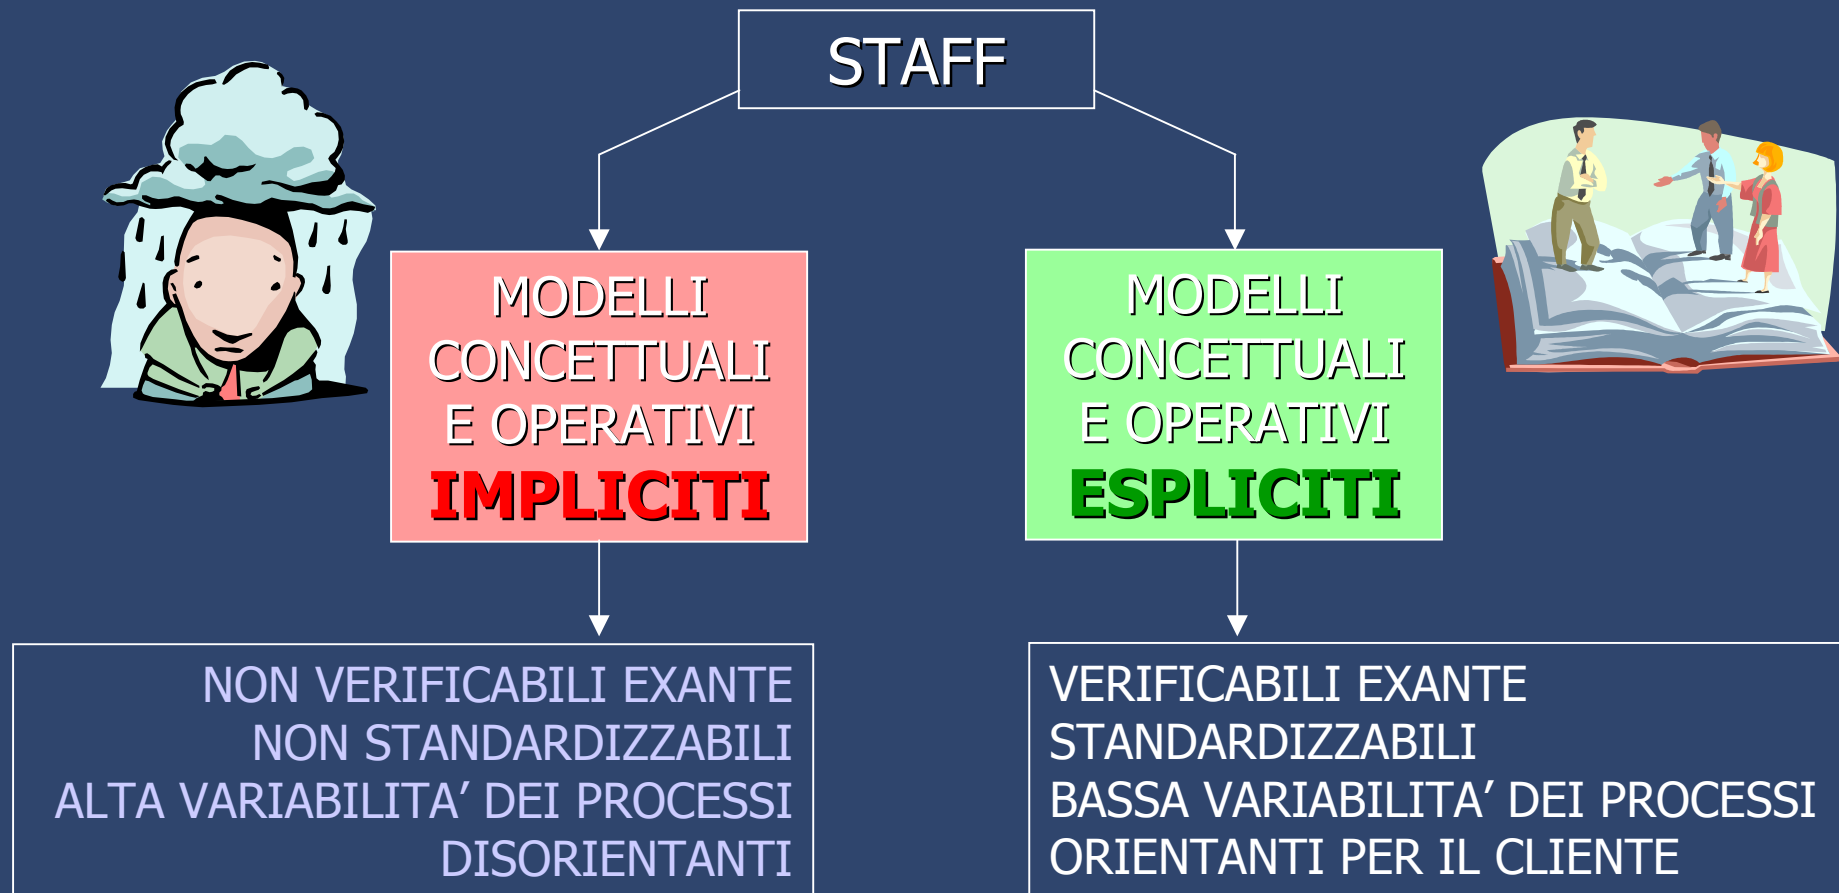 STAFF
MODELLI
CONCETTUALI
E OPERATIVI
IMPLICITI
MODELLI
CONCETTUALI
E OPERATIVI
ESPLICITI
NON VERIFICABILI EXANTE
NON STANDARDIZZABILI
ALTA VARIABILITA’ DEI PROCESSI
DISORIENTANTI
VERIFICABILI EXANTE
STANDARDIZZABILI
BASSA VARIABILITA’ DEI PROCESSI
ORIENTANTI PER IL CLIENTE